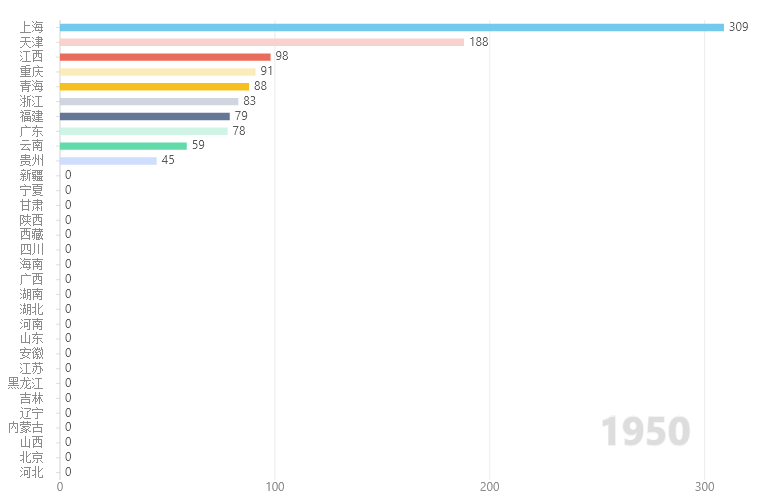 上海 309
天津 188
江西 98
重庆 91
青海 88
浙江 83
福建 79
广东 78
云南 59
贵州 45
新疆 0
宁夏 0
甘肃 0
陕西 0
西藏 0
四川 0
海南 0
广西 0
湖南 0
湖北 0
河南 0
山东 0
安徽 0
江苏 0
黑龙江 0
吉林 0
辽宁 0
内蒙古 0
山西 0
北京 0
河北 0
1950
0 100 200 300